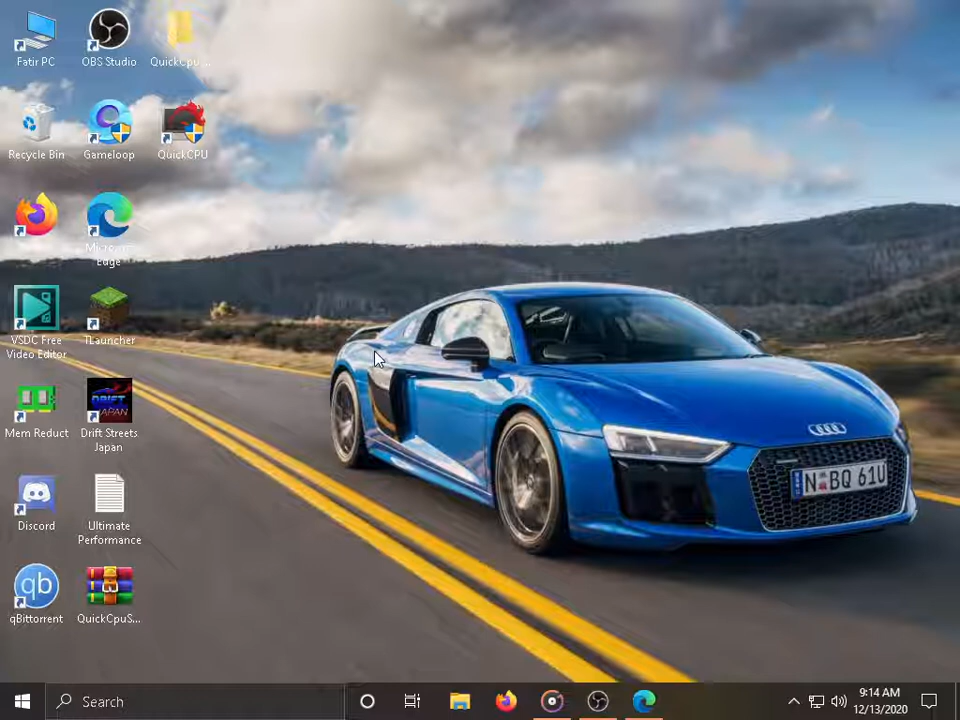 Fatir PC
OBS Studio
QuickCpu ...
Recycle Bin
Gameloop
QuickCPU
Microsoft
Edge
VSDC Free
Video Editor
TLauncher
DRIFT
JAPAN
Mem Reduct
Drift Streets
Japan
Discord
Ultimate
Performance
qb
qBittorrent
QuickCpuS...
N BQ 61U
Search
9:14 AM
12/13/2020